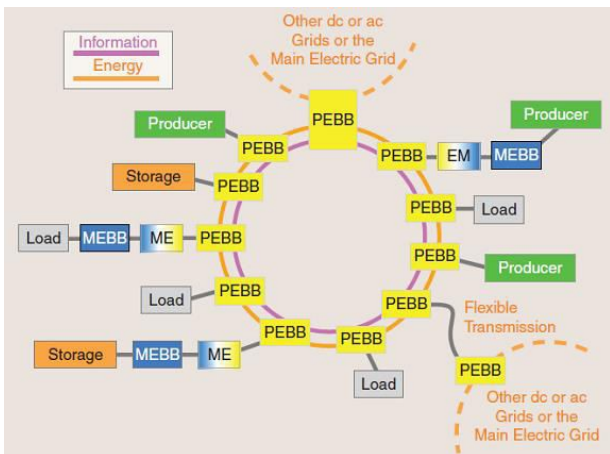 Information
Energy
Other dc or ac
Grids or the
Main Electric Grid
PEBB
Producer
PEBB
PEBB
EM
MEBB
Producer
Storage
PEBB
PEBB
Load
Load
MEBB
ME
PEBB
PEBB
Producer
Load
PEBB
PEBB
Flexible
Transmission
Storage
MEBB
ME
PEBB
PEBB
Load
PEBB
Other dc or ac
Grids or the
Main Electric Grid